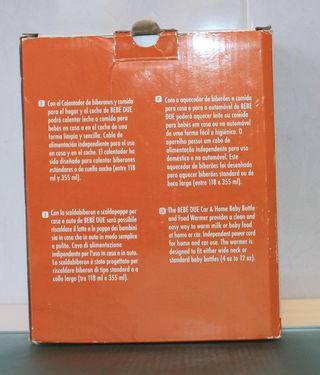 E Con el Calentador de biberones y comida
para el hogar y el coche de BEBÉ DUE
podrá calentar leche o comida para
bebés en casa o en el coche de una
forma limpia y sencilla. Cable de
alimentación independiente para el uso
en casa y en el coche. El calentador ha
sido diseñado para calentar biberones
estándares o de cuello ancho (entre 118
ml y 355 ml).
P Com o aquecedor de biberões e comida
para casa e para o automóvel de BEBÉ
DUE poderá aquecer leite ou comida
para bebés em casa ou no automóvel
de uma forma fácil e higiénica. O
aparelho possui um cabo de
alimentação independente para uso
doméstico e no automóvel. Este
aquecedor de biberões foi desenhado
para aquecer biberões standard ou de
boca larga (entre 118 ml e 355 ml).
I Con lo scaldabiberon e scaldapappe per
casa e auto de BEBÉ DUE sarà possibile
riscaldare il latte e le pappe dei bambini
sia in casa che in auto in modo semplice
e pulito. Cavo di alimentazione
indipendente per l'uso in casa e in auto.
Lo scaldabiberon è stato progettato per
riscaldare biberon di tipo standard o a
collo largo (tra 118 ml e 355 ml).
The BEBÉ DUE Car & Home Baby Bottle
and Food Warmer provides a clean and
easy way to warm milk or baby food
at home or car. Independent power cord
for home and car use. The warmer is
designed to fit either wide neck or
standard baby bottles (4 oz to 12 oz).